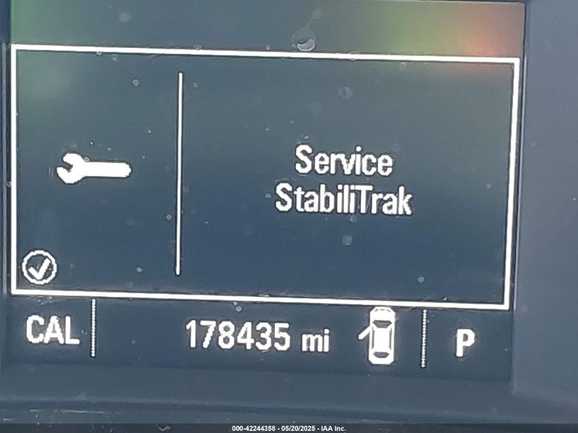 Service
StabiliTrak
CAL 178435 mi P
000-42244358 - 05/20/2025 - IAA Inc.